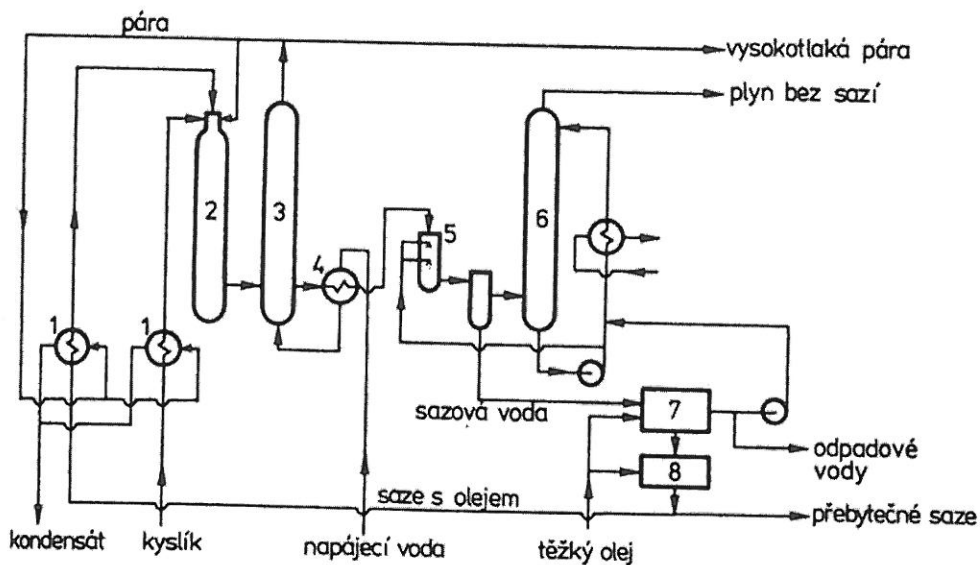 pára
vysokotlaká pára
plyn bez sazí
2
3
4
5
6
1
1
sazová voda
7
8
odpadové
vody
saze s olejem
přebytečné saze
kondensát
kyslík
napájecí voda
těžký olej